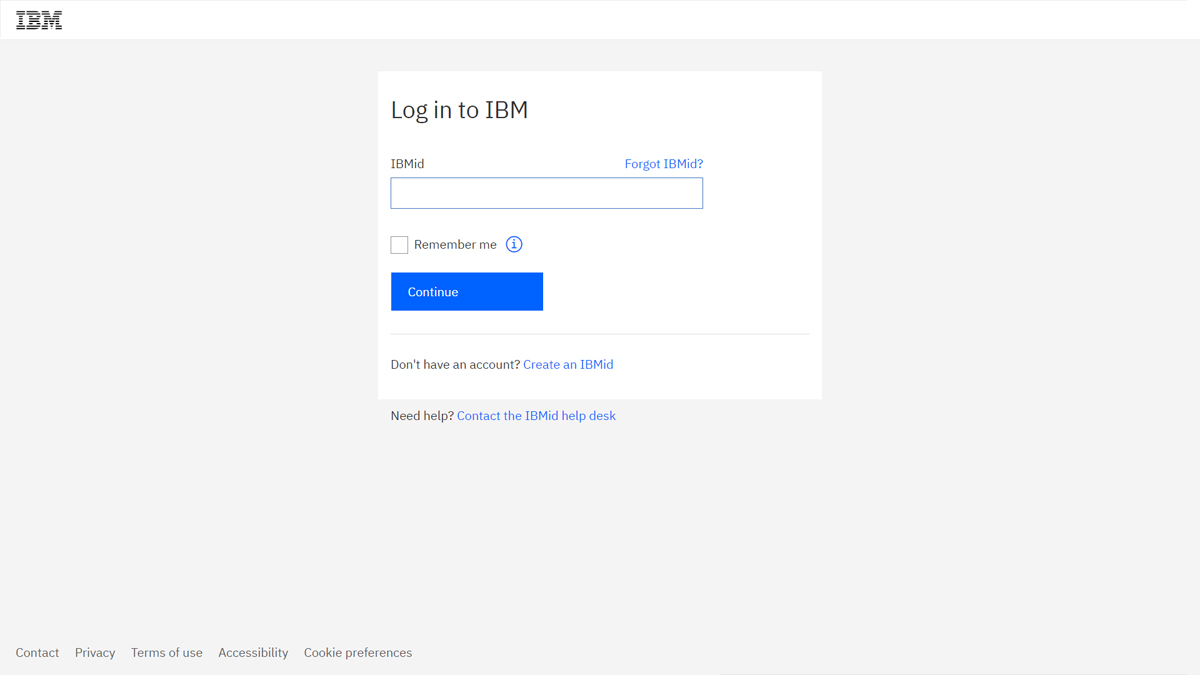 IBM
Log in to IBM
IBMid Forgot IBMid?
Remember me
Continue
Don't have an account? Create an IBMid
Need help? Contact the IBMid help desk
Contact Privacy Terms of use Accessibility Cookie preferences